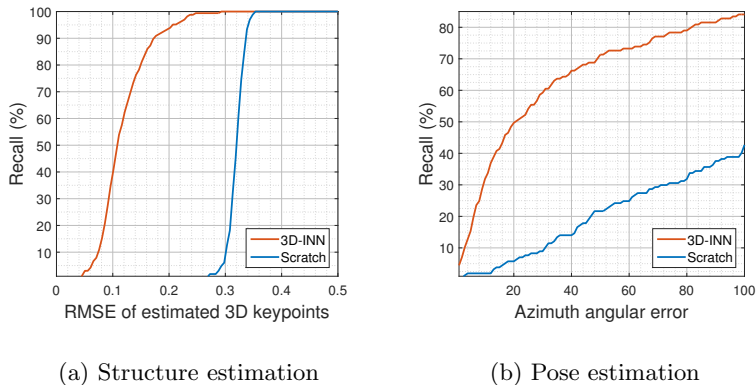 100
90
80
70
60
50
40
30
20
10
Recall (%)
0
0.1
0.2
0.3
0.4
0.5
RMSE of estimated 3D keypoints
3D-INN
Scratch
(a) Structure estimation
80
70
60
50
40
30
20
10
Recall (%)
20
40
60
80
100
Azimuth angular error
3D-INN
Scratch
(b) Pose estimation